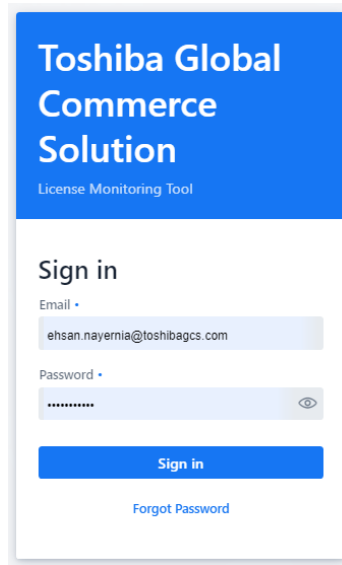 Toshiba Global
Commerce
Solution
License Monitoring Tool
Sign in
Email •
ehsan.nayernia@toshibagcs.com
Password •
•••••••••••
Sign in
Forgot Password